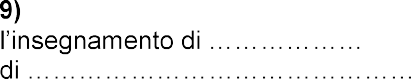 9)
l'insegnamento di ………………
di ……………………………………